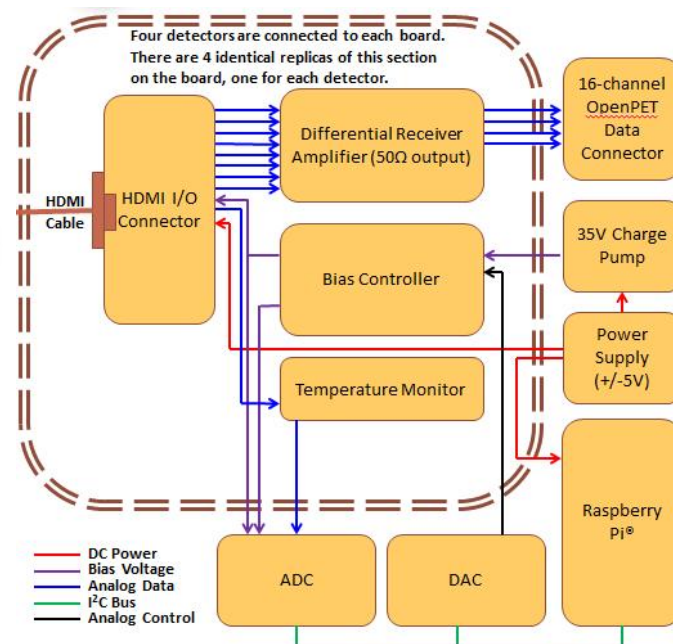 Four detectors are connected to each board.
There are 4 identical replicas of this section
on the board, one for each detector.
16-channel
OpenPET
Data
Connector
Differential Receiver
Amplifier (50Ω output)
HDMI
Cable
HDMI I/O
Connector
35V Charge
Pump
Bias Controller
Power
Supply
(+/-5V)
Temperature Monitor
Raspberry
Pi®
DC Power
Bias Voltage
Analog Data
I²C Bus
Analog Control
ADC
DAC